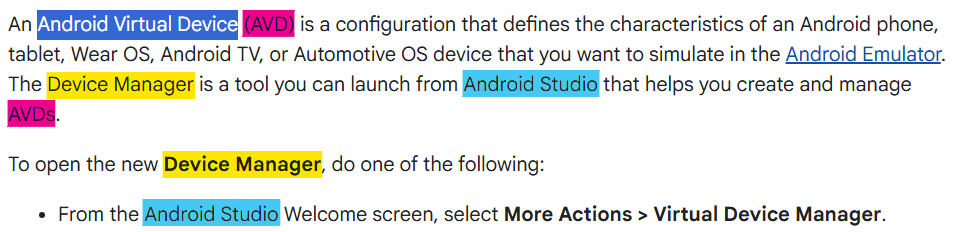 An Android Virtual Device (AVD) is a configuration that defines the characteristics of an Android phone,
tablet, Wear OS, Android TV, or Automotive OS device that you want to simulate in the Android Emulator.
The Device Manager is a tool you can launch from Android Studio that helps you create and manage
AVDs.
To open the new Device Manager, do one of the following:
• From the Android Studio Welcome screen, select More Actions > Virtual Device Manager.